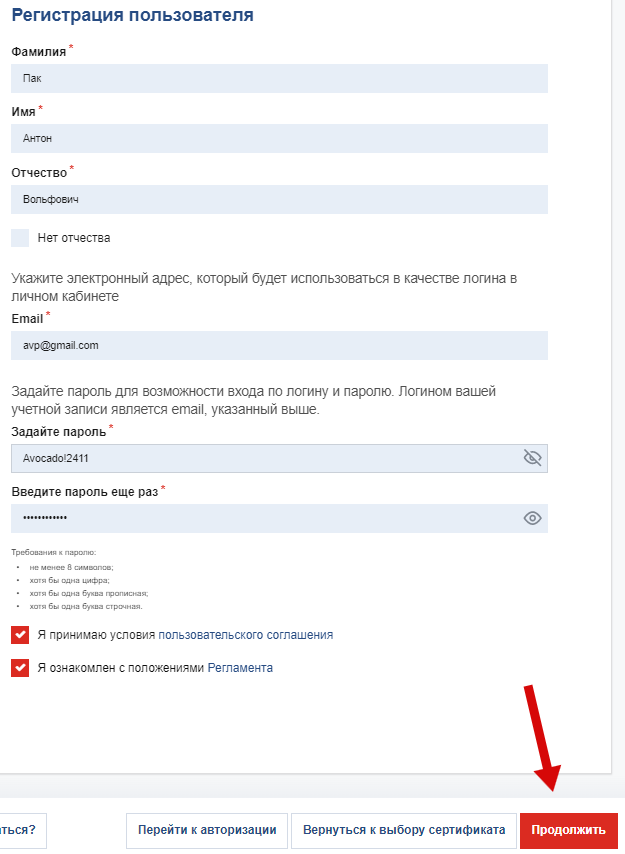 Регистрация пользователя
Фамилия *
Пак
Имя *
Антон
Отчество *
Вольфович
Нет отчества
Укажите электронный адрес, который будет использоваться в качестве логина в
личном кабинете
Email *
avp@gmail.com
Задайте пароль для возможности входа по логину и паролю. Логином вашей
учетной записи является email, указанный выше.
Задайте пароль *
Avocado!2411
Введите пароль еще раз *
••••••••••••
Требования к паролю:
• не менее 8 символов;
• хотя бы одна цифра;
• хотя бы одна буква прописная;
• хотя бы одна буква строчная.
Я принимаю условия пользовательского соглашения
Я ознакомлен с положениями Регламента
ться? Перейти к авторизации Вернуться к выбору сертификата Продолжить